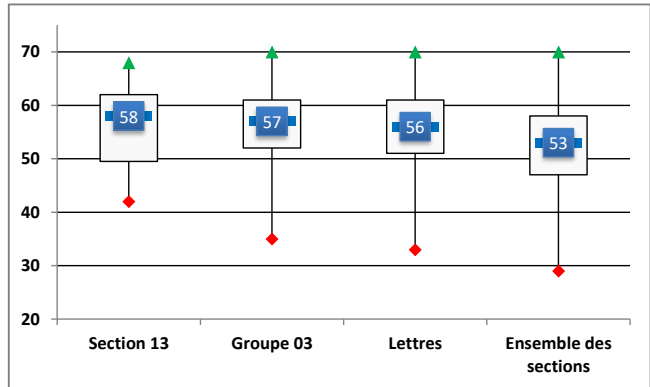 70
60
50
40
30
20
58
57
56
53
Section 13
Groupe 03
Lettres
Ensemble des
sections